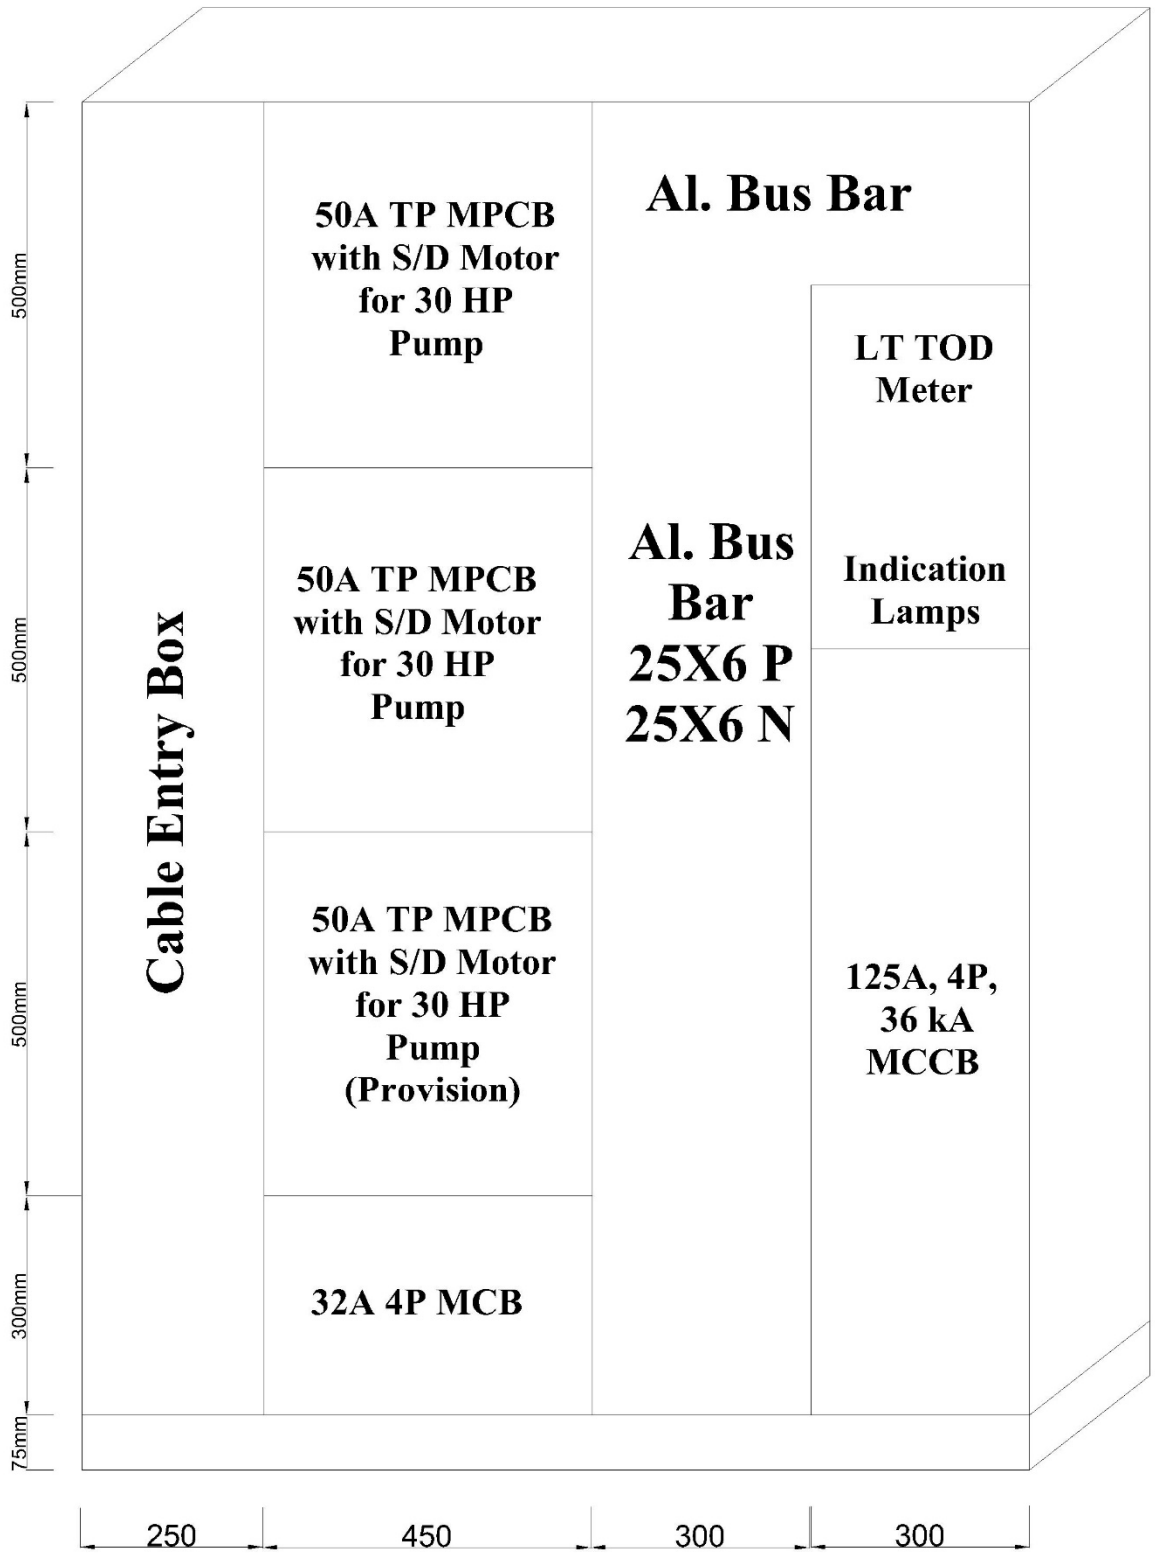 Al. Bus Bar
50A TP MPCB
with S/D Motor
for 30 HP
Pump
500mm
LT TOD
Meter
Al. Bus
Bar
25X6 P
25X6 N
Indication
Lamps
50A TP MPCB
with S/D Motor
for 30 HP
Pump
500mm
Cable Entry Box
50A TP MPCB
with S/D Motor
for 30 HP
Pump
(Provision)
500mm
125A, 4P,
36 kA
MCCB
32A 4P MCB
300mm
75mm
250
450
300
300